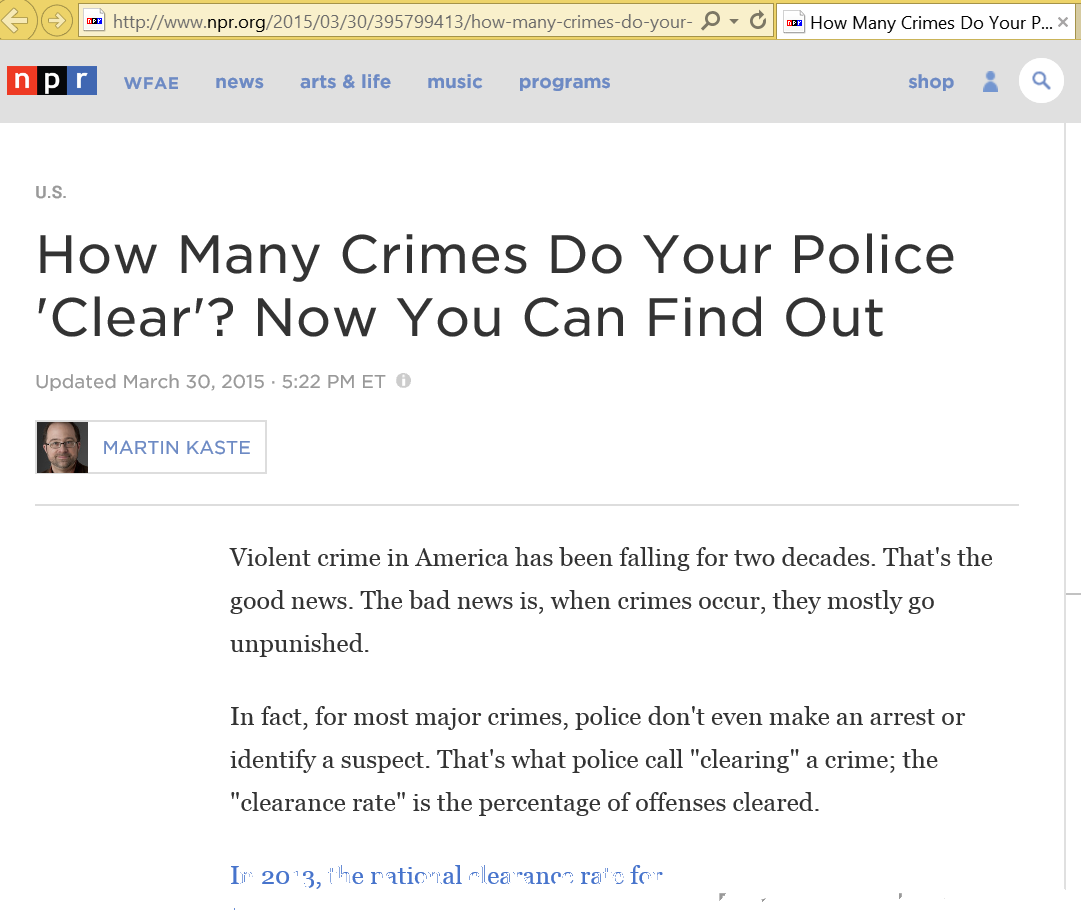 http://www.npr.org/2015/03/30/395799413/how-many-crimes-do-your-
How Many Crimes Do Your P...
npr
WFAE news arts & life music programs shop
U.S.
How Many Crimes Do Your Police
'Clear'? Now You Can Find Out
Updated March 30, 2015 · 5:22 PM ET
MARTIN KASTE
Violent crime in America has been falling for two decades. That's the
good news. The bad news is, when crimes occur, they mostly go
unpunished.
In fact, for most major crimes, police don't even make an arrest or
identify a suspect. That's what police call "clearing" a crime; the
"clearance rate" is the percentage of offenses cleared.
In 2013, the national clearance rate for